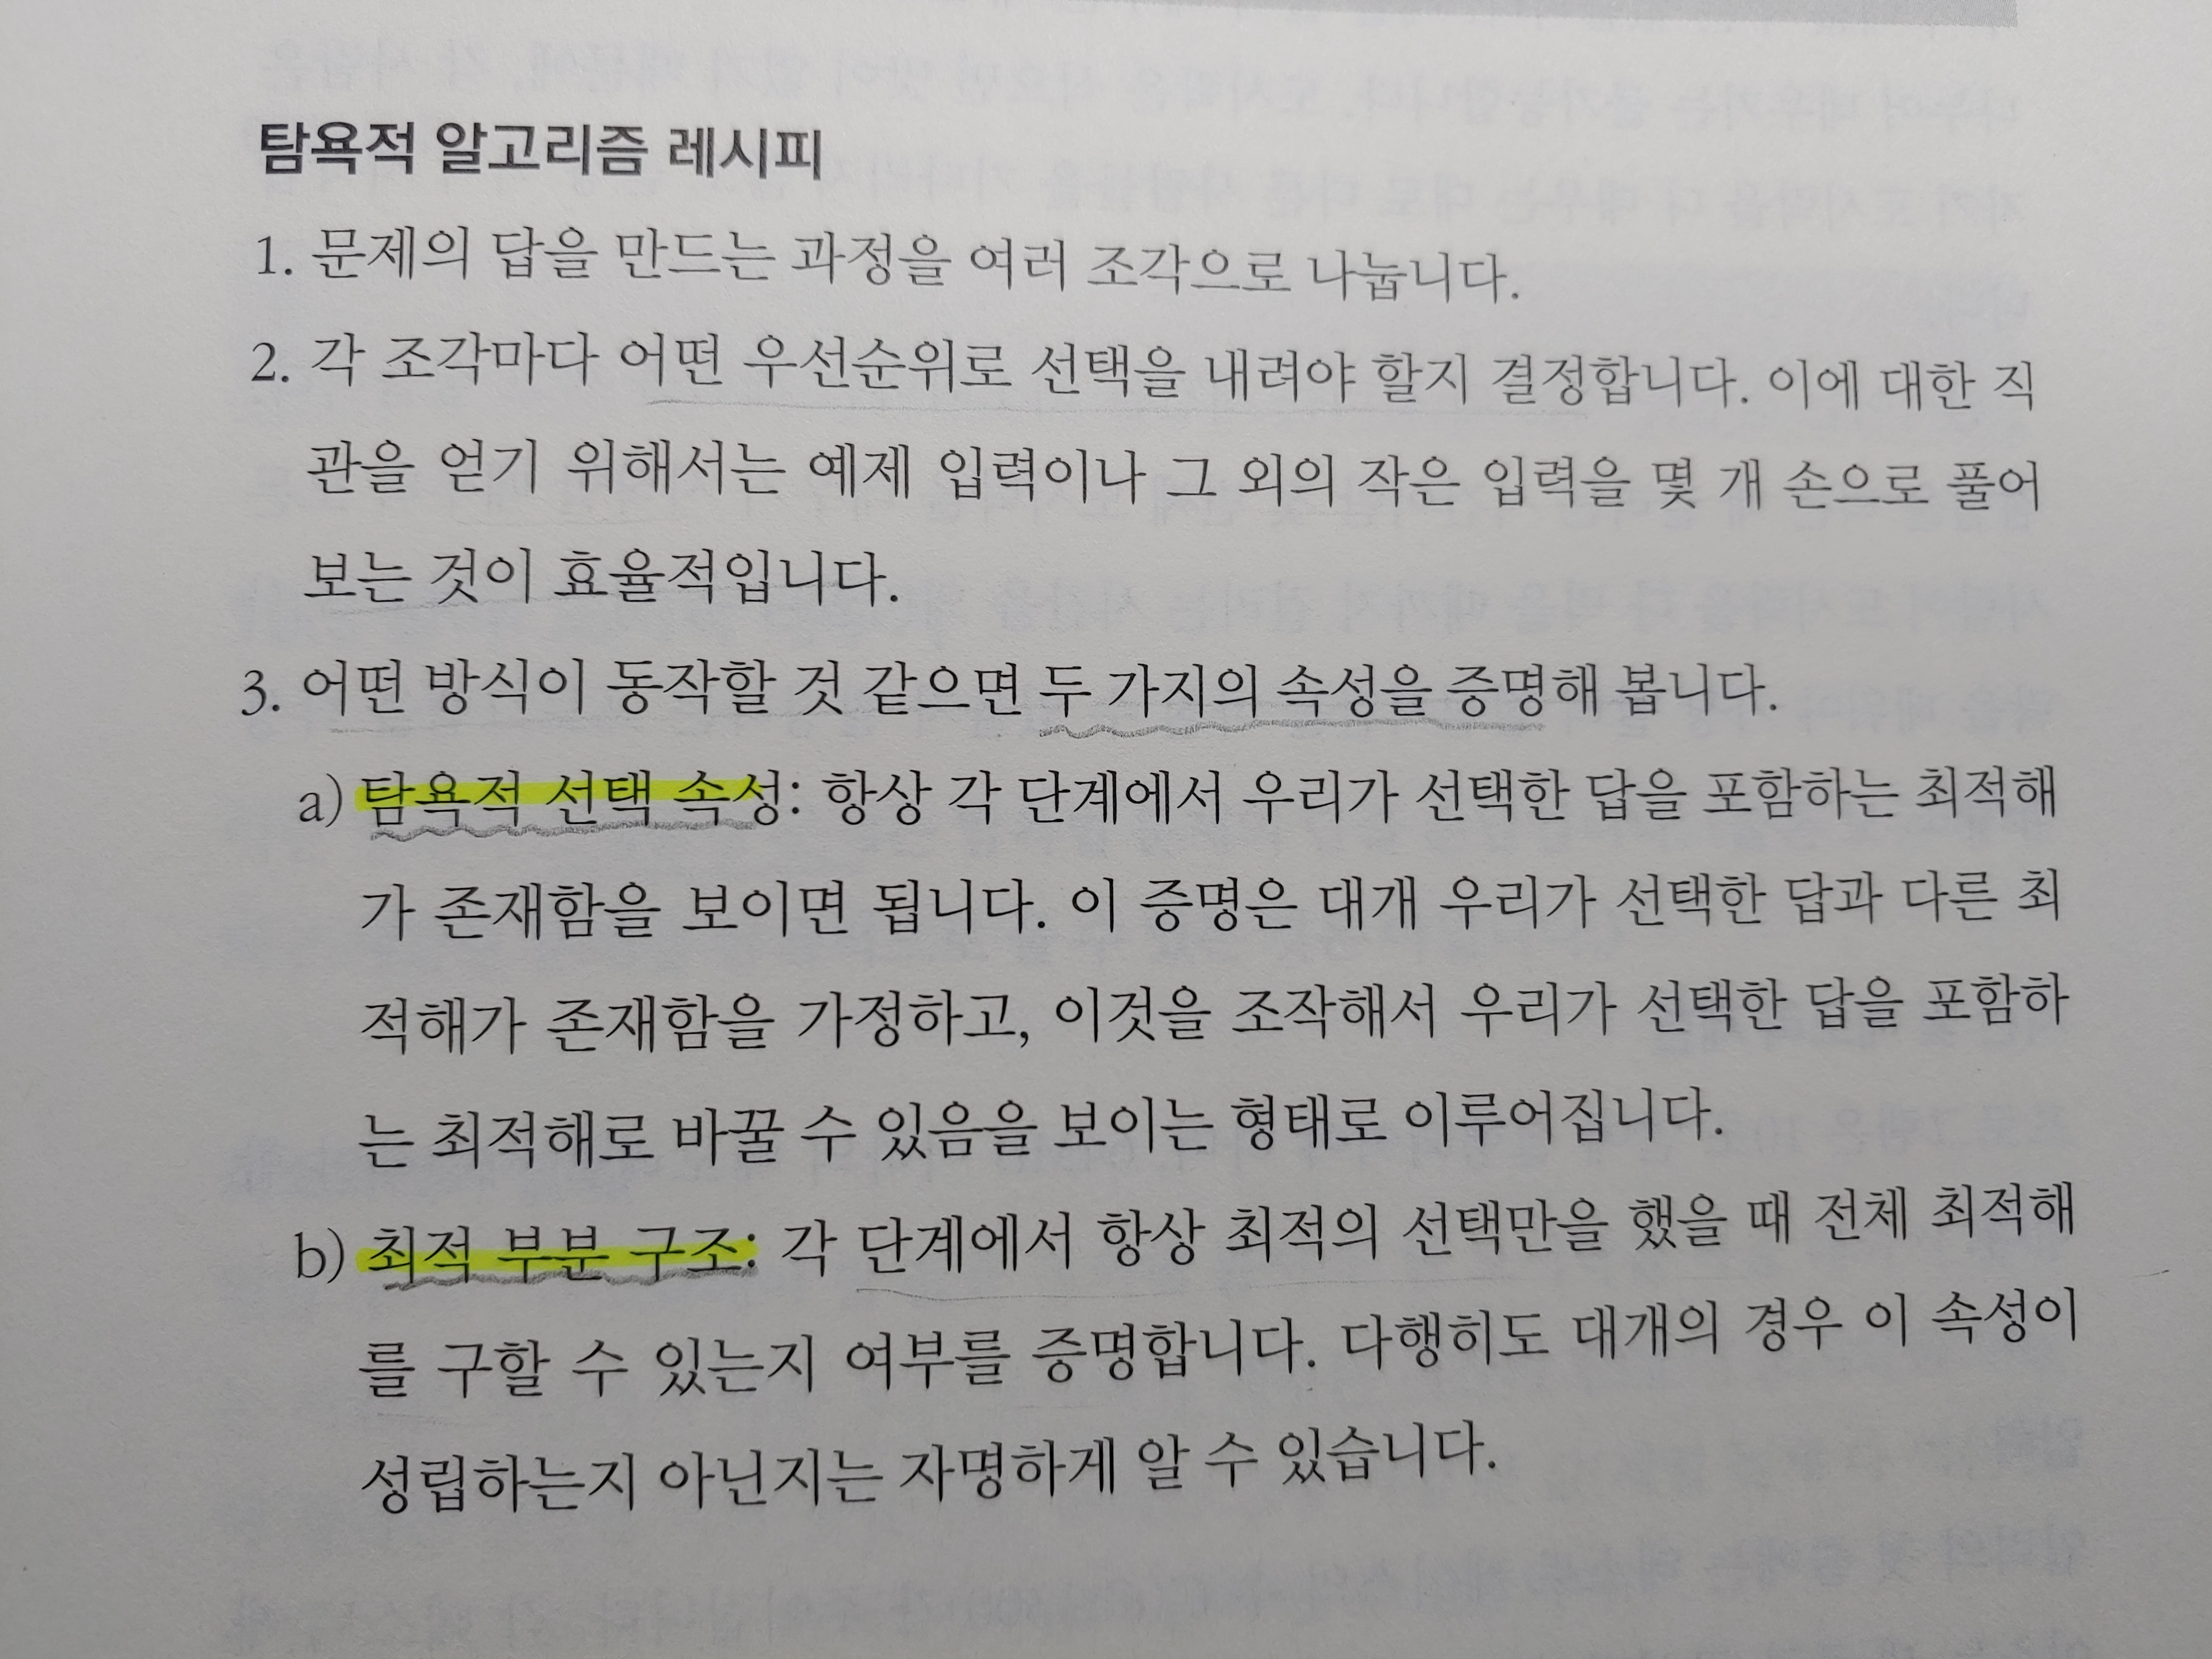 탐욕적 알고리즘 레시피
1. 문제의 답을 만드는 과정을 여러 조각으로 나눕니다.
2. 각 조각마다 어떤 우선순위로 선택을 내려야 할지 결정합니다. 이에 대한 직
관을 얻기 위해서는 예제 입력이나 그 외의 작은 입력을 몇 개 손으로 풀어
보는 것이 효율적입니다.
3. 어떤 방식이 동작할 것 같으면 두 가지의 속성을 증명해 봅니다.
a) 탐욕적 선택 속성: 항상 각 단계에서 우리가 선택한 답을 포함하는 최적해
가 존재함을 보이면 됩니다. 이 증명은 대개 우리가 선택한 답과 다른 최
적해가 존재함을 가정하고, 이것을 조작해서 우리가 선택한 답을 포함하
는 최적해로 바꿀 수 있음을 보이는 형태로 이루어집니다.
b) 최적 부분 구조: 각 단계에서 항상 최적의 선택만을 했을 때 전체 최적해
를 구할 수 있는지 여부를 증명합니다. 다행히도 대개의 경우 이 속성이
성립하는지 아닌지는 자명하게 알 수 있습니다.